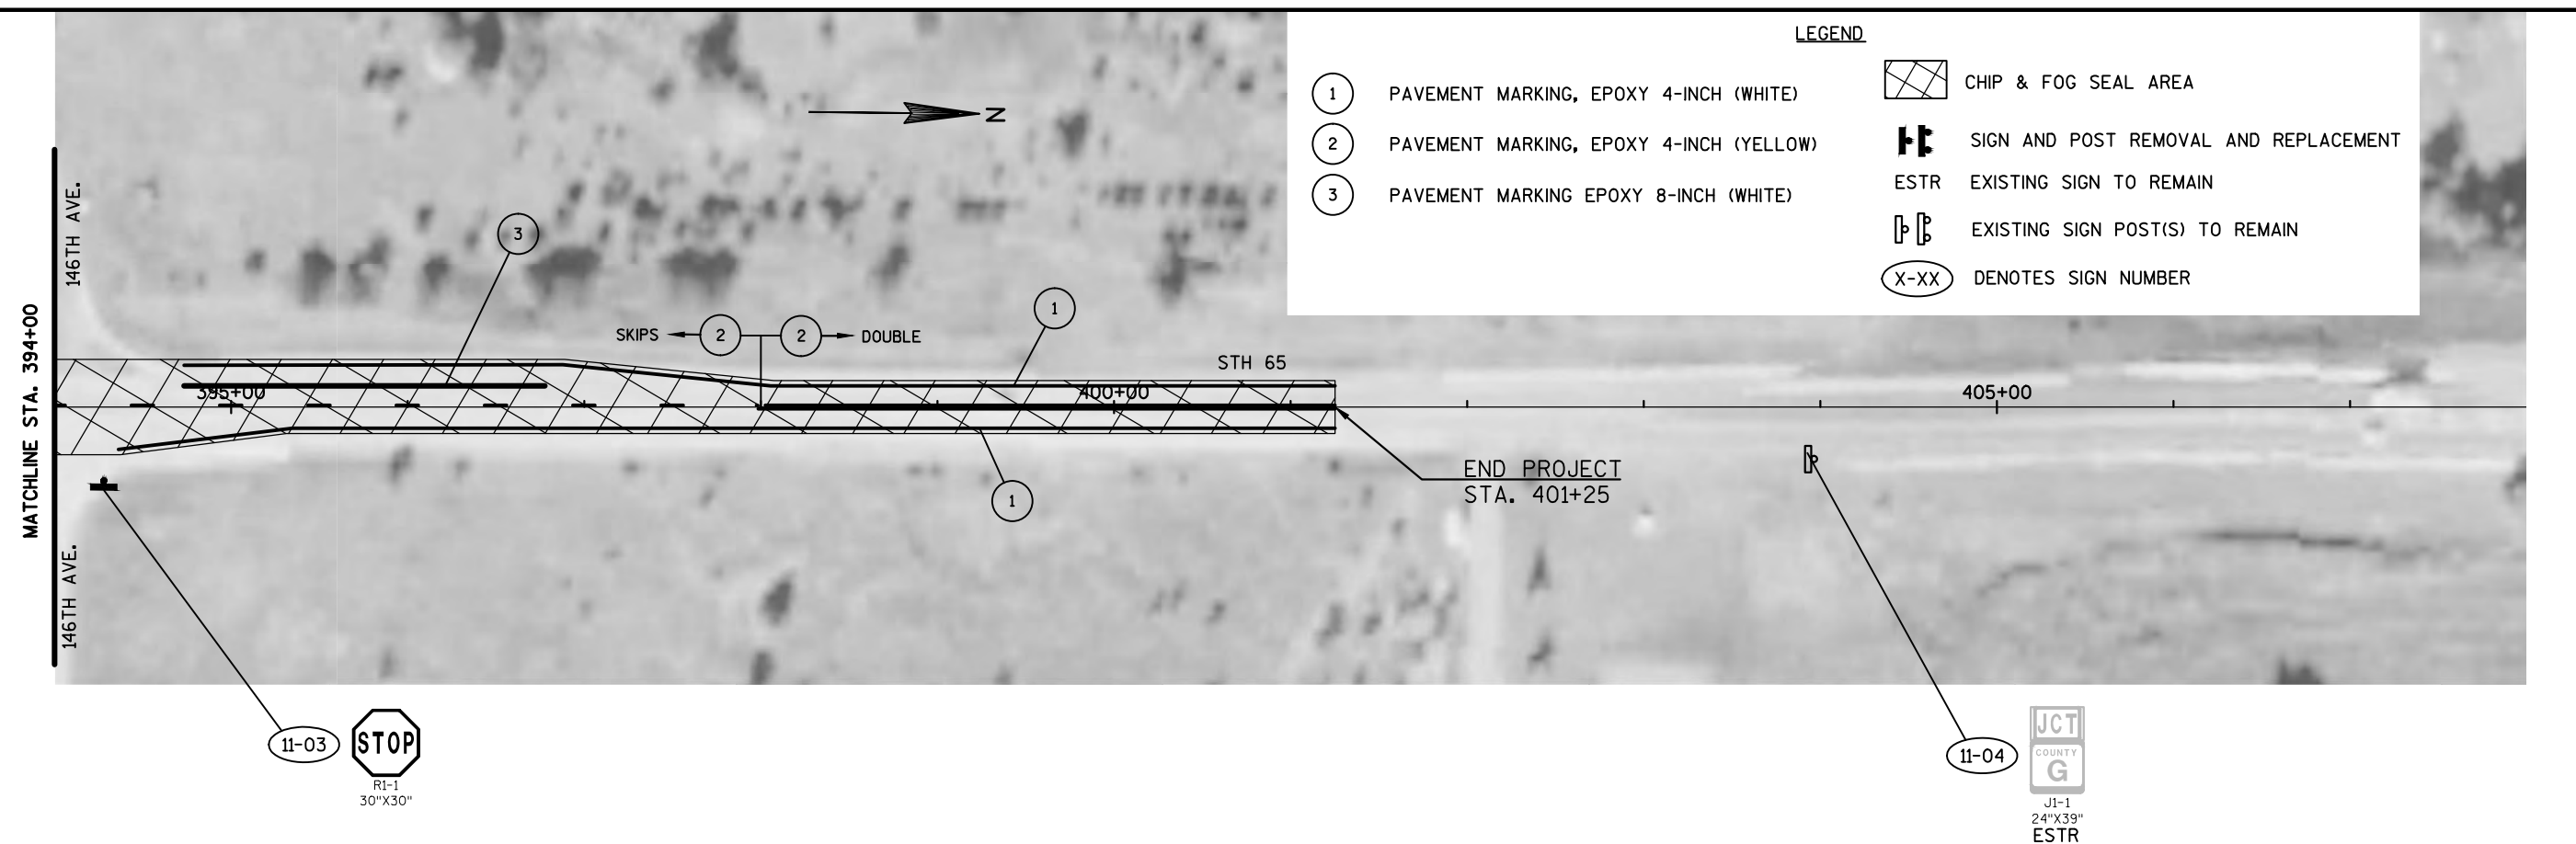 LEGEND
1 PAVEMENT MARKING, EPOXY 4-INCH (WHITE)
2 PAVEMENT MARKING, EPOXY 4-INCH (YELLOW)
3 PAVEMENT MARKING EPOXY 8-INCH (WHITE)
CHIP & FOG SEAL AREA
SIGN AND POST REMOVAL AND REPLACEMENT
ESTR EXISTING SIGN TO REMAIN
EXISTING SIGN POST(S) TO REMAIN
X-XX DENOTES SIGN NUMBER
N
MATCHLINE STA. 394+00
146TH AVE.
146TH AVE.
3
1
SKIPS 2 2 DOUBLE
STH 65
395+00
400+00
405+00
END PROJECT
STA. 401+25
1
11-03
STOP
R1-1
30"X30"
11-04
JCT
COUNTY
G
J1-1
24"X39"
ESTR